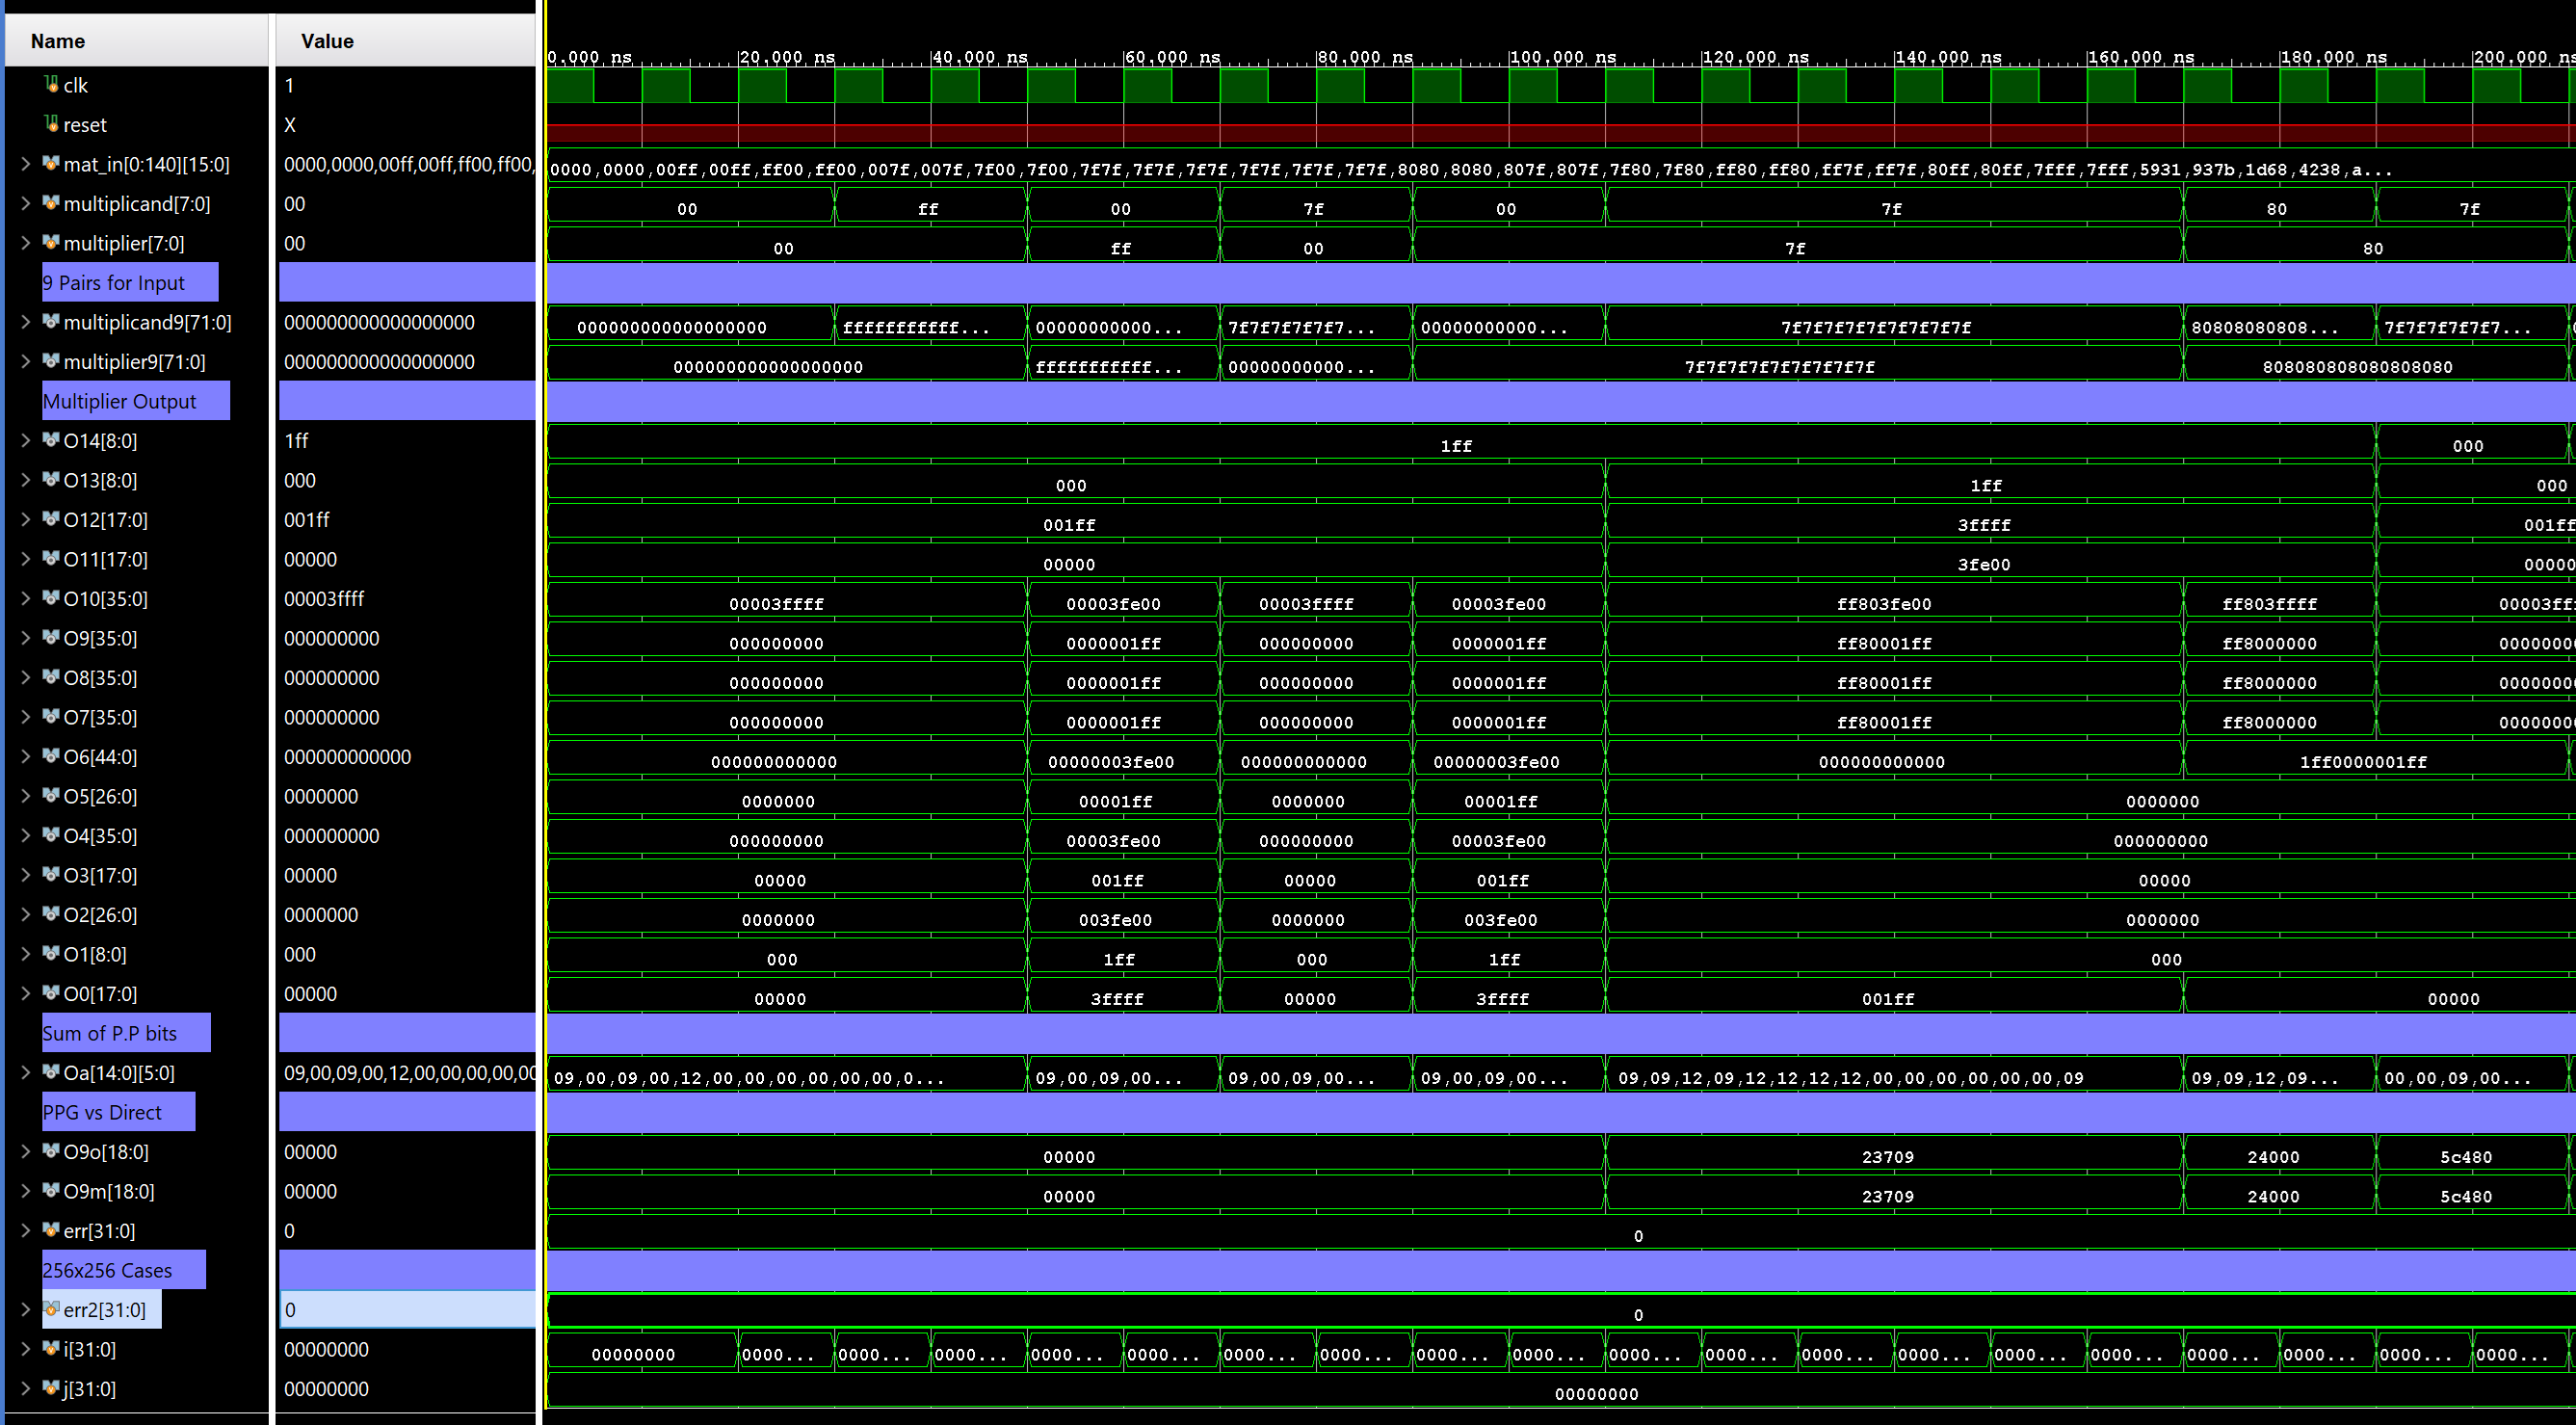 Name Value
0.000 ns 20.000 ns 40.000 ns 60.000 ns 80.000 ns 100.000 ns 120.000 ns 140.000 ns 160.000 ns 180.000 ns 200.000 ns
clk 1
reset X
mat_in[0:140][15:0] 0000,0000,00ff,00ff,ff00,ff00, 0000,0000,00ff,00ff,ff00,ff00,007f,007f,7f00,7f00,7f7f,7f7f,7f7f,7f7f,7f7f,7f7f,8080,8080,807f,807f,7f80,7f80,ff80,ff80,ff7f,ff7f,80ff,80ff,7fff,7fff,5931,937b,1d68,4238,a...
multiplicand[7:0] 00 00 ff 00 7f 00 7f 80 7f
multiplier[7:0] 00 00 ff 00 7f 80
9 Pairs for Input
multiplicand9[71:0] 000000000000000000 000000000000000000 fffffffffff... 00000000000... 7f7f7f7f7f7... 00000000000... 7f7f7f7f7f7f7f7f7f 80808080808... 7f7f7f7f7f7...
multiplier9[71:0] 000000000000000000 000000000000000000 fffffffffff... 00000000000... 7f7f7f7f7f7f7f7f7f 808080808080808080
Multiplier Output
O14[8:0] 1ff 1ff 000
O13[8:0] 000 000 1ff 000
O12[17:0] 001ff 001ff 3ffff 001ff
O11[17:0] 00000 00000 3fe00 00000
O10[35:0] 00003ffff 00003ffff 00003fe00 00003ffff 00003fe00 ff803fe00 ff803ffff 00003fff
O9[35:0] 000000000 000000000 0000001ff 000000000 0000001ff ff80001ff ff8000000 00000000
O8[35:0] 000000000 000000000 0000001ff 000000000 0000001ff ff80001ff ff8000000 00000000
O7[35:0] 000000000 000000000 0000001ff 000000000 0000001ff ff80001ff ff8000000 00000000
O6[44:0] 000000000000 000000000000 00000003fe00 000000000000 00000003fe00 000000000000 1ff0000001ff
O5[26:0] 0000000 0000000 00001ff 0000000 00001ff 0000000
O4[35:0] 000000000 000000000 00003fe00 000000000 00003fe00 000000000
O3[17:0] 00000 00000 001ff 00000 001ff 00000
O2[26:0] 0000000 0000000 003fe00 0000000 003fe00 0000000
O1[8:0] 000 000 1ff 000 1ff 000
O0[17:0] 00000 00000 3ffff 00000 3ffff 001ff 00000
Sum of P.P bits
Oa[14:0][5:0] 09,00,09,00,12,00,00,00,00,00 09,00,09,00,12,00,00,00,00,00,00,0... 09,00,09,00... 09,00,09,00... 09,00,09,00... 09,09,12,09,12,12,12,12,00,00,00,00,00,00,09 09,09,12,09... 00,00,09,00...
PPG vs Direct
O9o[18:0] 00000 00000 23709 24000 5c480
O9m[18:0] 00000 00000 23709 24000 5c480
err[31:0] 0 0
256x256 Cases
err2[31:0] 0 0
i[31:0] 00000000 00000000 0000... 0000... 0000... 0000... 0000... 0000... 0000... 0000... 0000... 0000... 0000... 0000... 0000... 0000... 0000... 0000... 0000... 0000...
j[31:0] 00000000 00000000